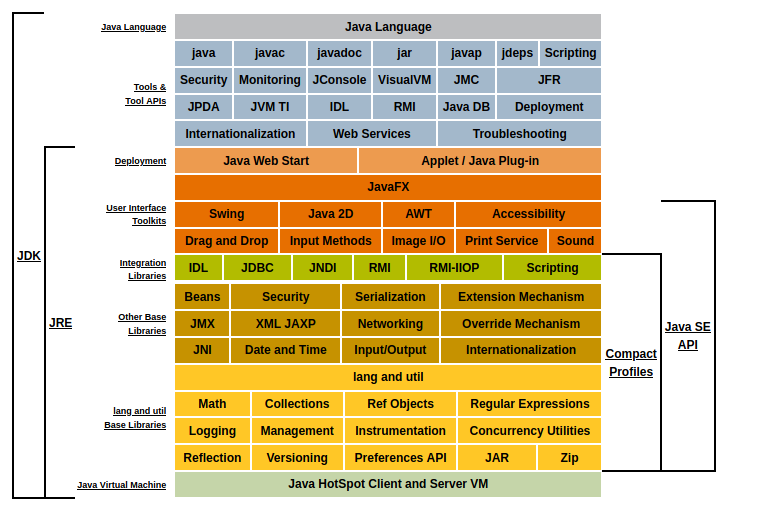 Java Language Java Language
java javac javadoc jar javap jdeps Scripting
Security Monitoring JConsole VisualVM JMC JFR
Tools &
Tool APIs
JPDA JVM TI IDL RMI Java DB Deployment
Internationalization Web Services Troubleshooting
Deployment Java Web Start Applet / Java Plug-in
JavaFX
User Interface
Toolkits
Swing Java 2D AWT Accessibility
Drag and Drop Input Methods Image I/O Print Service Sound
JDK
Integration
Libraries
IDL JDBC JNDI RMI RMI-IIOP Scripting
Beans Security Serialization Extension Mechanism
JRE
Other Base
Libraries
JMX XML JAXP Networking Override Mechanism
Java SE
API
JNI Date and Time Input/Output Internationalization
Compact
Profiles
lang and util
Math Collections Ref Objects Regular Expressions
lang and util
Base Libraries
Logging Management Instrumentation Concurrency Utilities
Reflection Versioning Preferences API JAR Zip
Java Virtual Machine Java HotSpot Client and Server VM